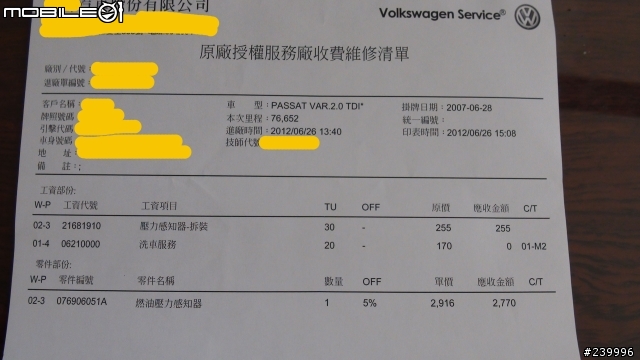 mobile01
股份有限公司
Volkswagen Service®
原廠授權服務廠收費維修清單
廠別／代號：
進廠單編號：
客戶名稱： 車　型：PASSAT VAR.2.0 TDI* 掛牌日期：2007-06-28
牌照號碼： 本次里程：76,652 統一編號：
引擎代碼： 進廠時間：2012/06/26 13:40 印表時間：2012/06/26 15:08
車身號碼： 技師代號
地　址：
備　註：;
工資部份:
W-P 工資代號 工資項目 TU OFF 原價 應收金額 C/T
02-3 21681910 壓力感知器-拆裝 30 - 255 255
01-4 06210000 洗車服務 20 - 170 0 01-M2
零件部份:
W-P 零件編號 零件名稱 數量 OFF 單價 應收金額 C/T
02-3 076906051A 燃油壓力感知器 1 5% 2,916 2,770
#239996